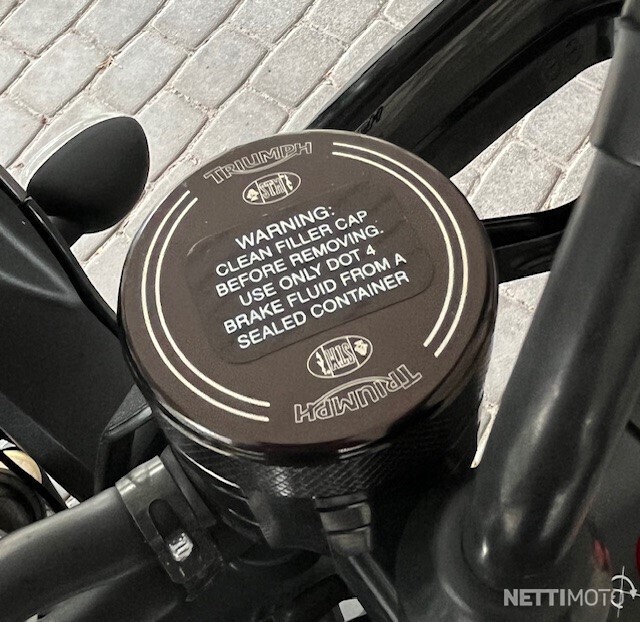 TRIUMPH
WARNING:
CLEAN FILLER CAP
BEFORE REMOVING.
USE ONLY DOT 4
BRAKE FLUID FROM A
SEALED CONTAINER
TRIUMPH
NETTIMOTO